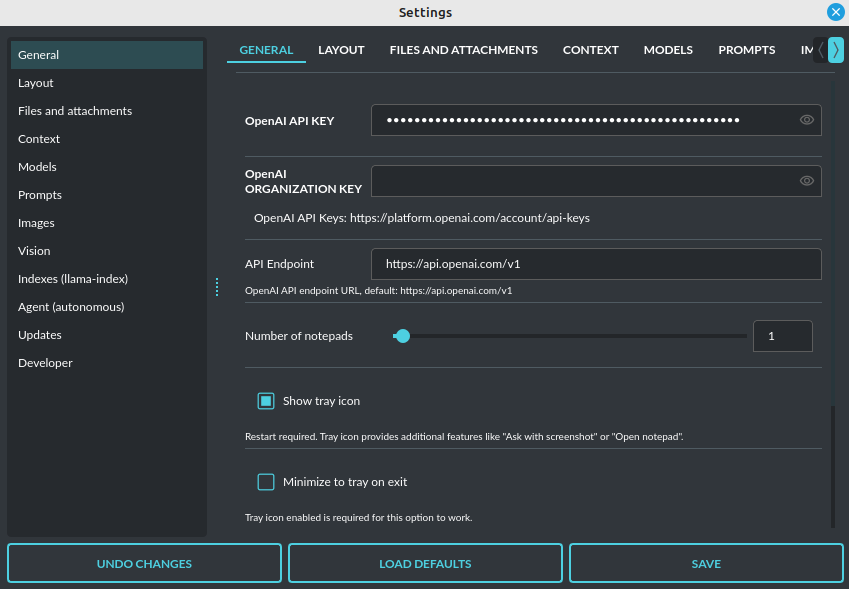 Settings
General
Layout
Files and attachments
Context
Models
Prompts
Images
Vision
Indexes (llama-index)
Agent (autonomous)
Updates
Developer
GENERAL LAYOUT FILES AND ATTACHMENTS CONTEXT MODELS PROMPTS IM
OpenAI API KEY
OpenAI
ORGANIZATION KEY
OpenAI API Keys: https://platform.openai.com/account/api-keys
API Endpoint https://api.openai.com/v1
OpenAI API endpoint URL, default: https://api.openai.com/v1
Number of notepads 1
Show tray icon
Restart required. Tray icon provides additional features like "Ask with screenshot" or "Open notepad".
Minimize to tray on exit
Tray icon enabled is required for this option to work.
UNDO CHANGES LOAD DEFAULTS SAVE